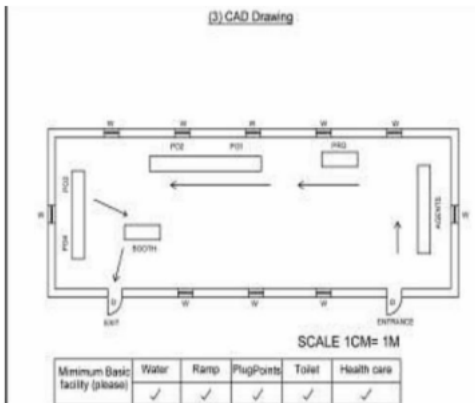 (3) CAD Drawing
W W W W W
PO2 PO1 PRO
PO3
PO4
BOOTH
AGENTS
W W W
D D
EXIT ENTRANCE
SCALE 1CM= 1M
Mimimum Basic facility (please) Water Ramp PlugPoints Toilet Health care
✓ ✓ ✓ ✓ ✓